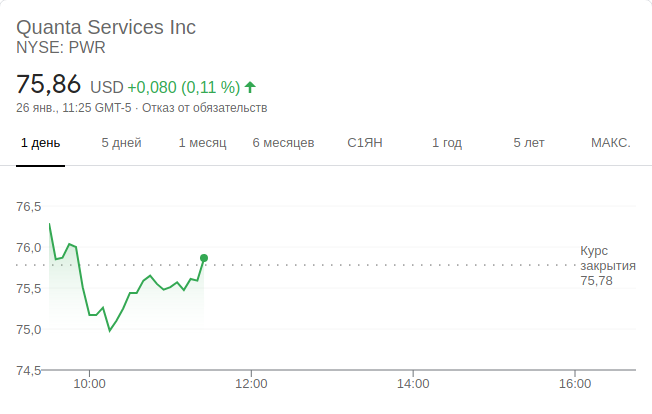 Quanta Services Inc
NYSE: PWR
75,86 USD +0,080 (0,11 %)
26 янв., 11:25 GMT-5 · Отказ от обязательств
1 день 5 дней 1 месяц 6 месяцев С1ЯН 1 год 5 лет МАКС.
76,5
76,0
Курс
закрытия
75,78
75,5
75,0
74,5
10:00 12:00 14:00 16:00